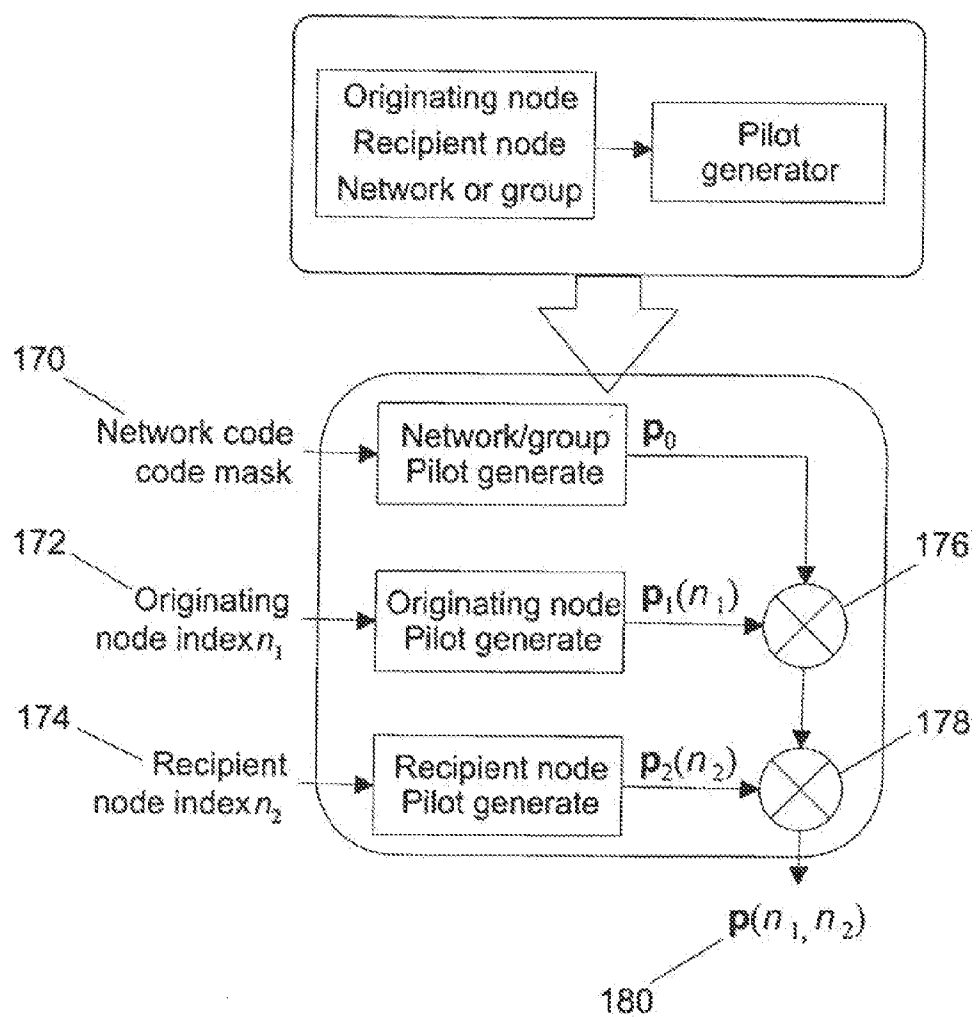 Originating node
Recipient node
Network or group
Pilot
generator
170
Network code
code mask
Network/group
Pilot generate
p₀
172
Originating
node index n₁
Originating node
Pilot generate
p₁(n₁)
176
174
Recipient
node index n₂
Recipient node
Pilot generate
p₂(n₂)
178
p(n₁, n₂)
180